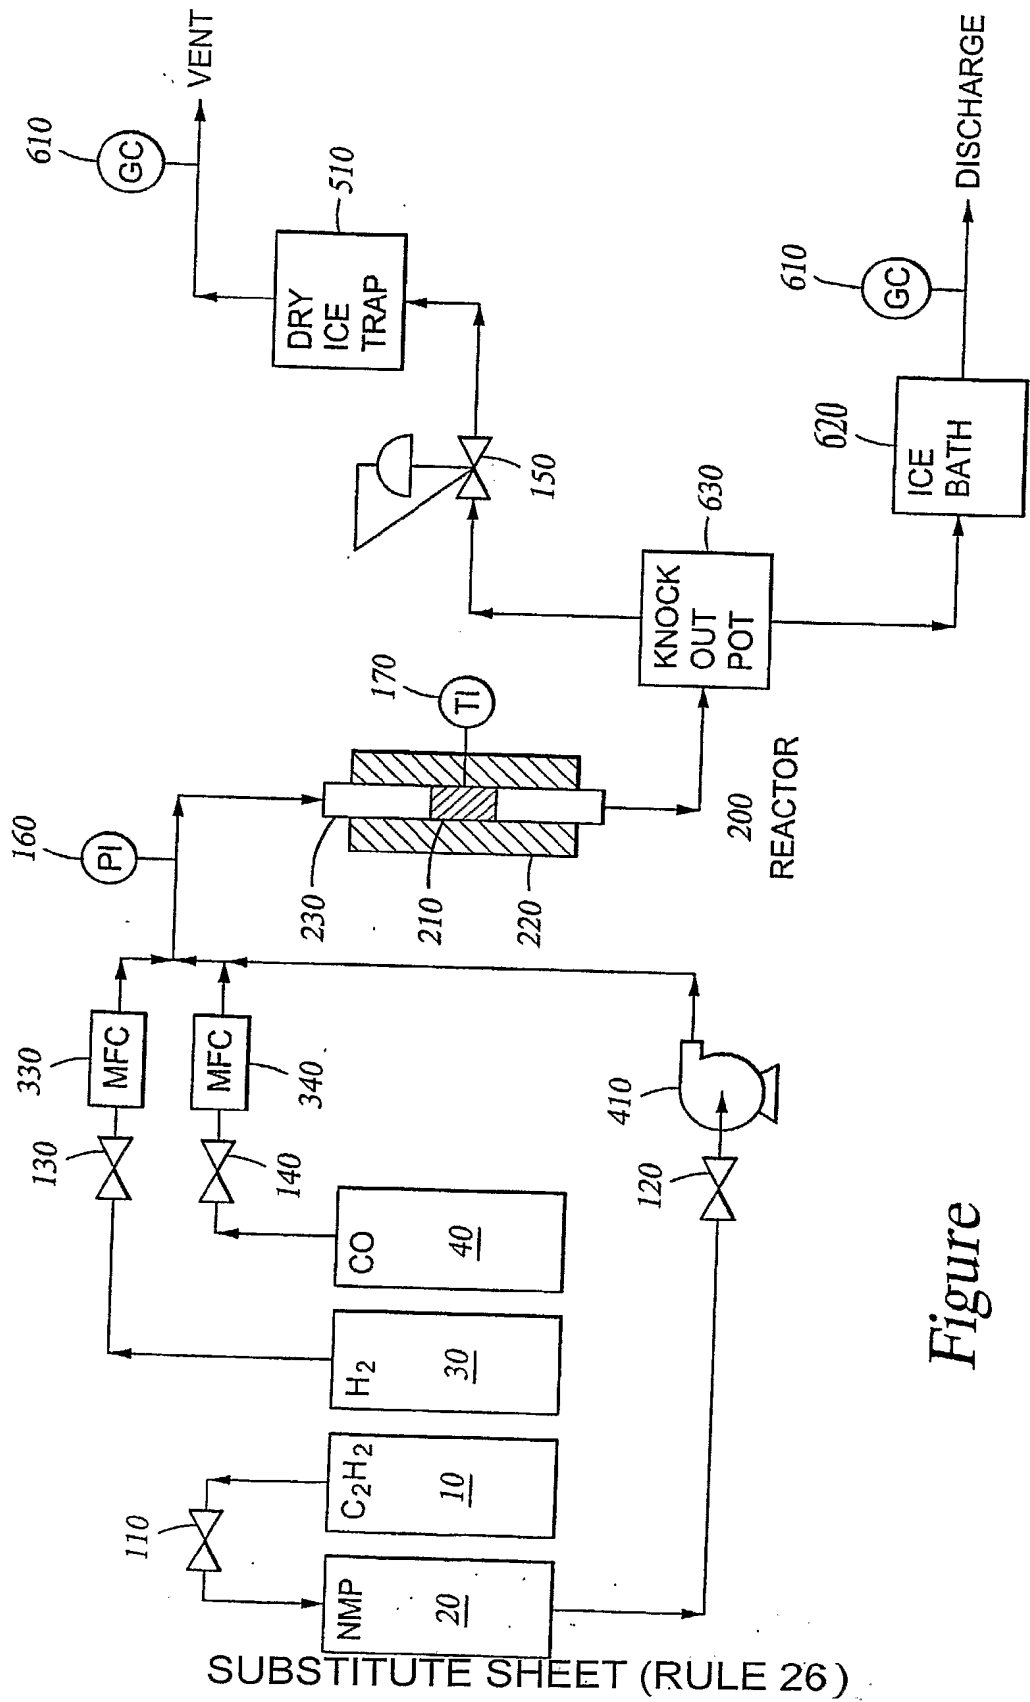 NMP
20
110
C2H2
10
H2
30
CO
40
130
MFC
330
140
MFC
340
120
410
PI
160
230
210
220
TI
170
200
REACTOR
KNOCK
OUT
POT
630
150
DRY
ICE
TRAP
510
GC
610
VENT
ICE
BATH
620
GC
610
DISCHARGE
Figure
SUBSTITUTE SHEET (RULE 26)